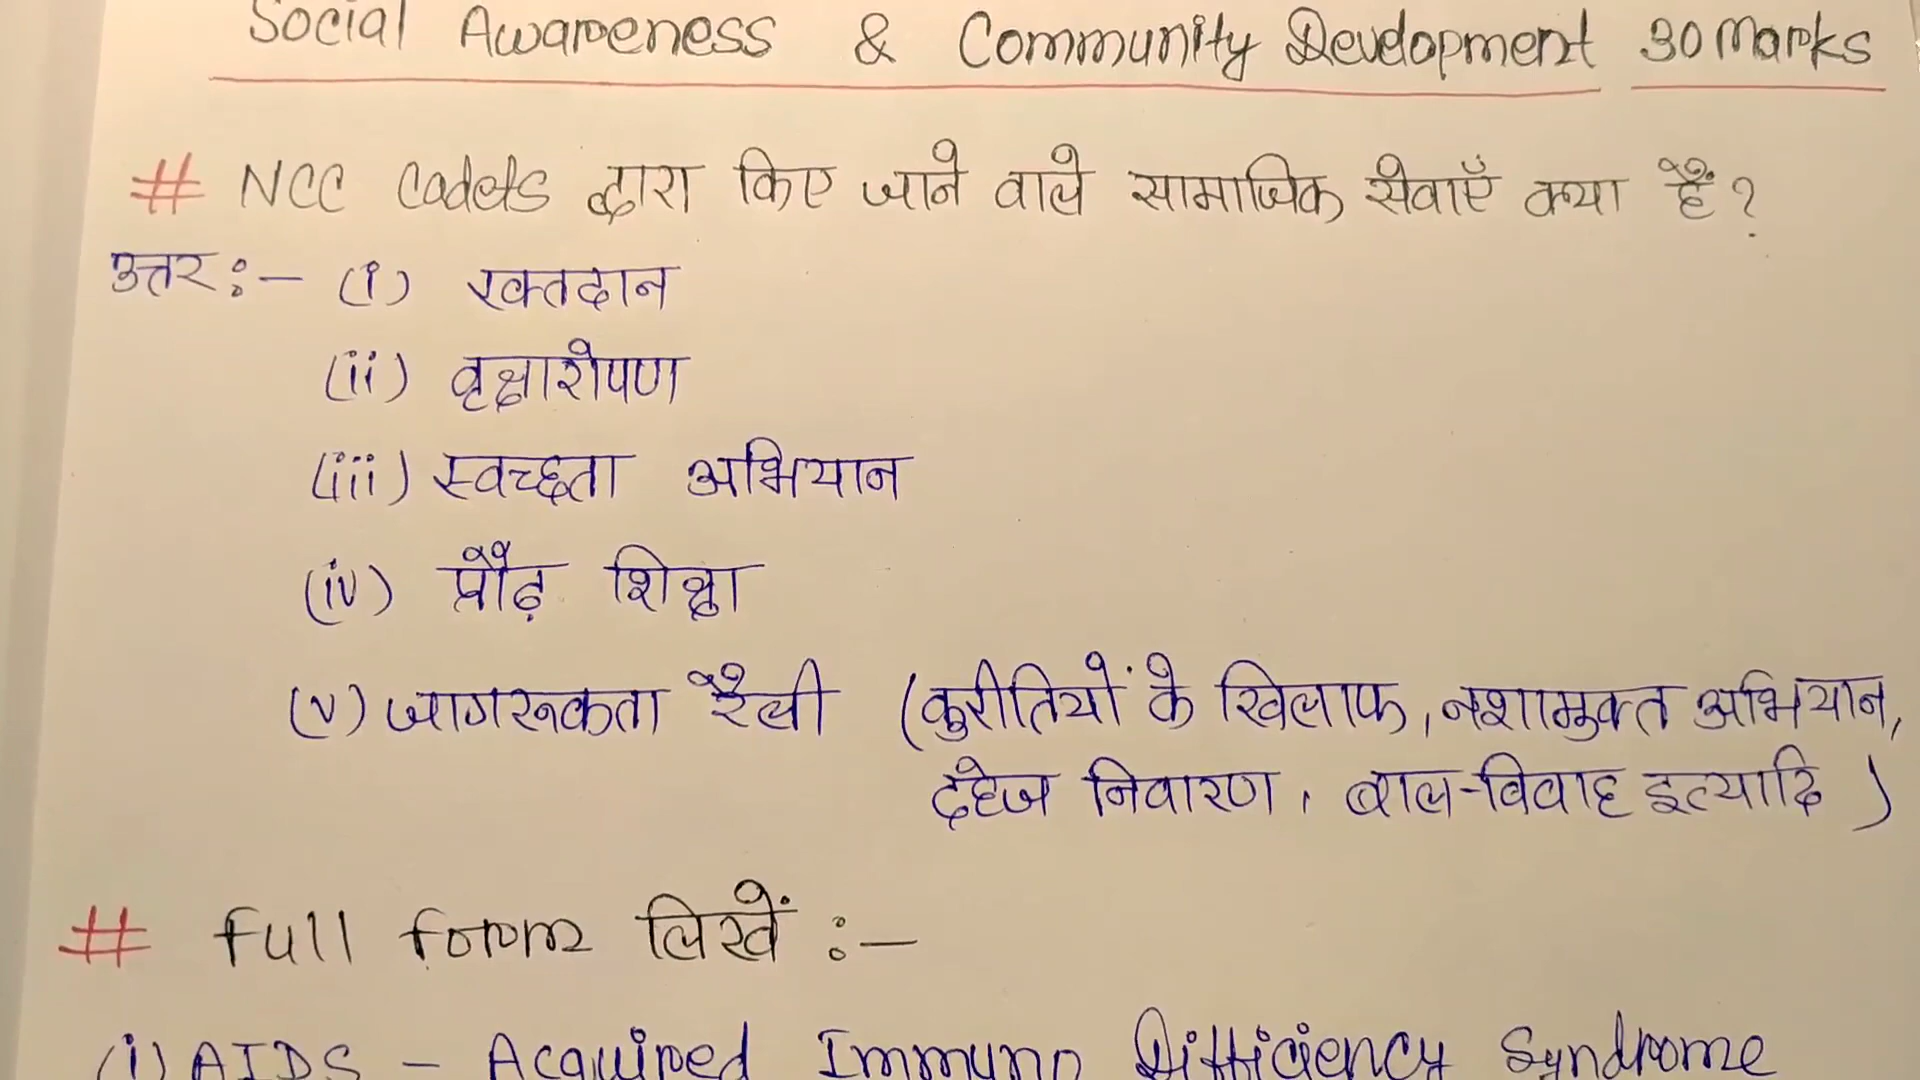 Social Awareness & Community Development 30 Marks
# NCC Cadets द्वारा किए जाने वाले सामाजिक सेवाएँ क्या हैं ?
उत्तर :- (i) रक्तदान
(ii) वृक्षारोपण
(iii) स्वच्छता अभियान
(iv) प्रौढ़ शिक्षा
(v) जागरूकता रैली (कुरीतियों के खिलाफ, नशामुक्त अभियान,
दहेज निवारण, बाल-विवाह इत्यादि)
# full form लिखें :-
(i) AIDS - Acquired Immuno Difficiency Syndrome